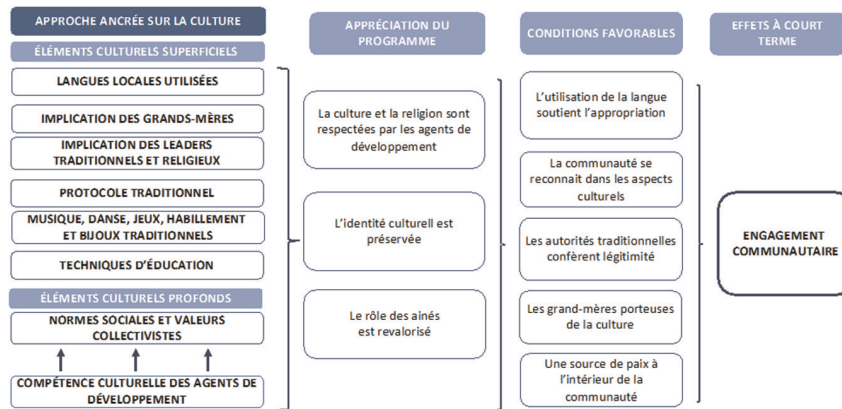 APPROCHE ANCRÉE SUR LA CULTURE
ÉLÉMENTS CULTURELS SUPERFICIELS
LANGUES LOCALES UTILISÉES
IMPLICATION DES GRANDS-MÈRES
IMPLICATION DES LEADERS
TRADITIONNELS ET RELIGIEUX
PROTOCOLE TRADITIONNEL
MUSIQUE, DANSE, JEUX, HABILLEMENT
ET BIJOUX TRADITIONNELS
TECHNIQUES D'ÉDUCATION
ÉLÉMENTS CULTURELS PROFONDS
NORMES SOCIALES ET VALEURS
COLLECTIVISTES
COMPÉTENCE CULTURELLE DES AGENTS DE
DÉVELOPPEMENT
APPRÉCIATION DU
PROGRAMME
La culture et la religion sont
respectées par les agents de
développement
L'identité culturell est
préservée
Le rôle des ainés
est revalorisé
CONDITIONS FAVORABLES
L'utilisation de la langue
soutient l'appropriation
La communauté se
reconnait dans les aspects
culturels
Les autorités traditionnelles
confèrent légitimité
Les grand-mères porteuses
de la culture
Une source de paix à
l'intérieur de la
communauté
EFFETS À COURT
TERME
ENGAGEMENT
COMMUNAUTAIRE